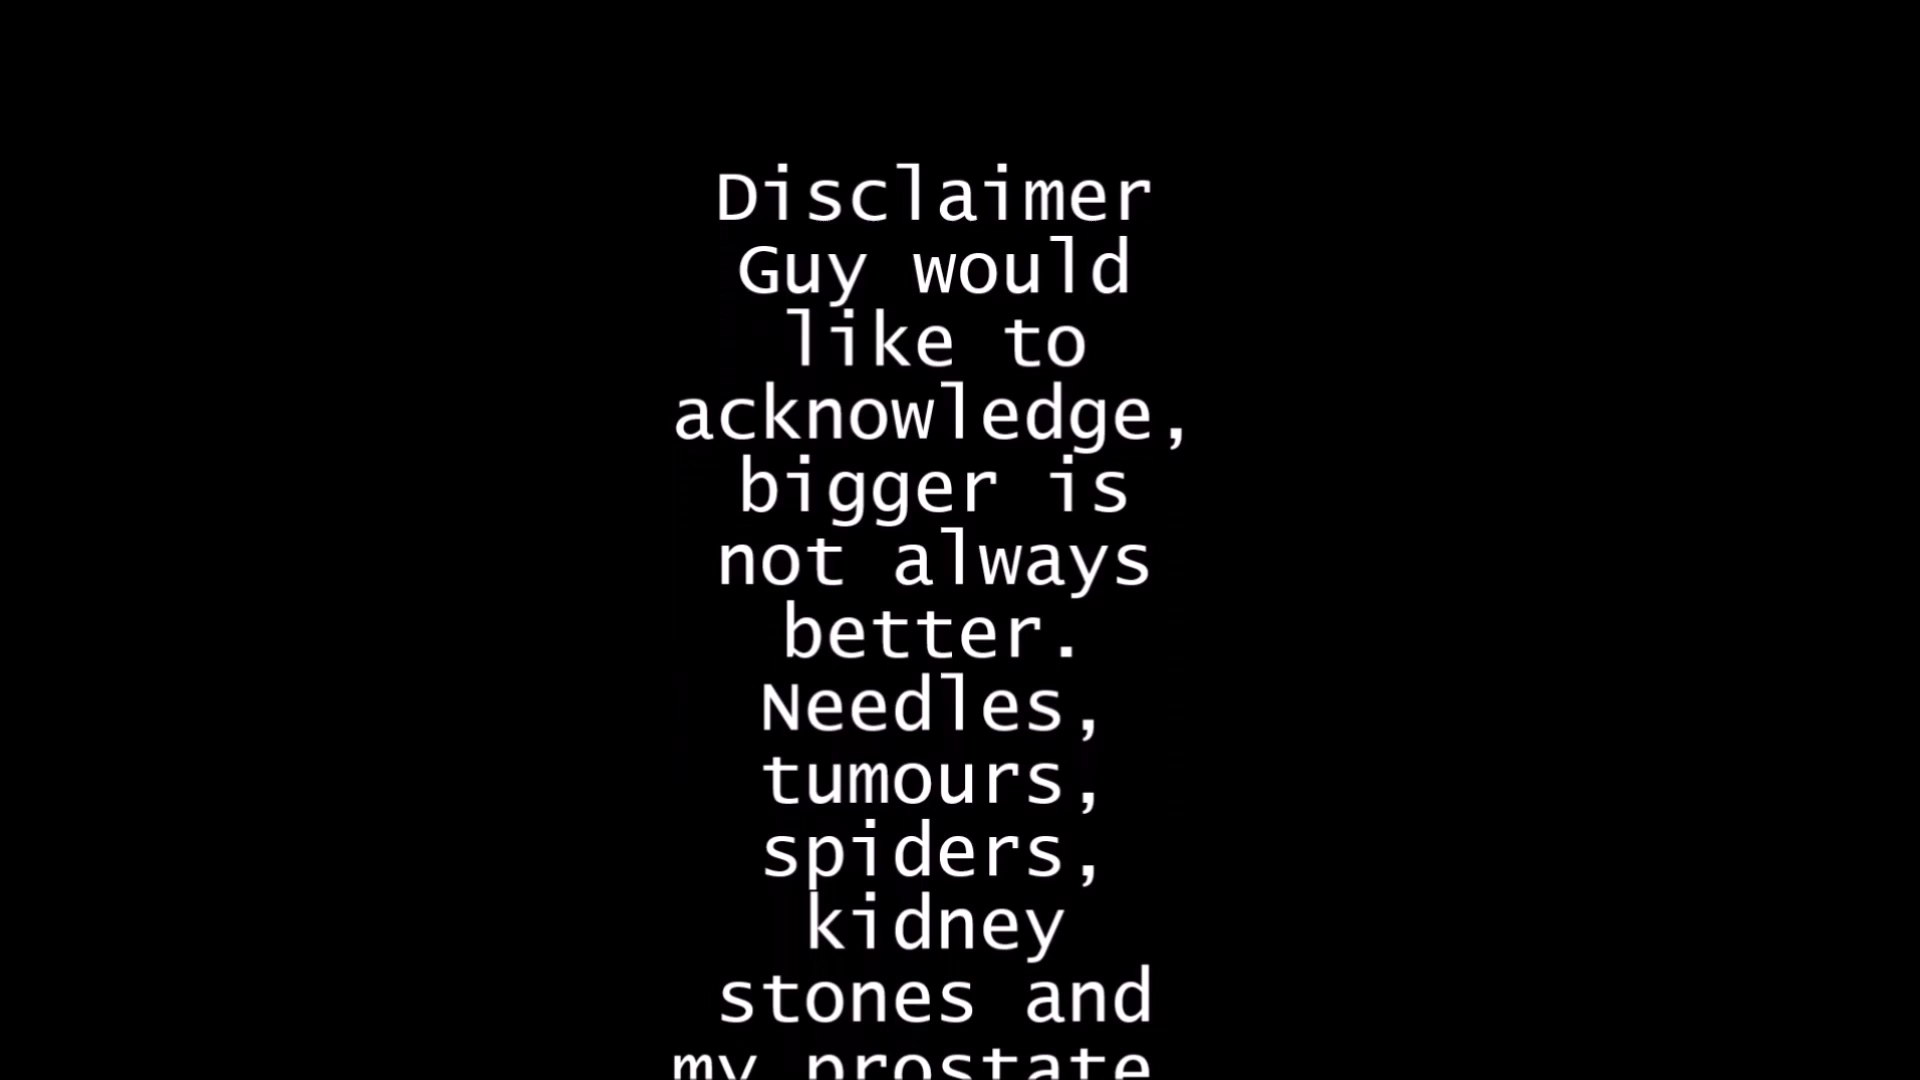 Disclaimer
Guy would
like to
acknowledge,
bigger is
not always
better.
Needles,
tumours,
spiders,
kidney
stones and
my prostate